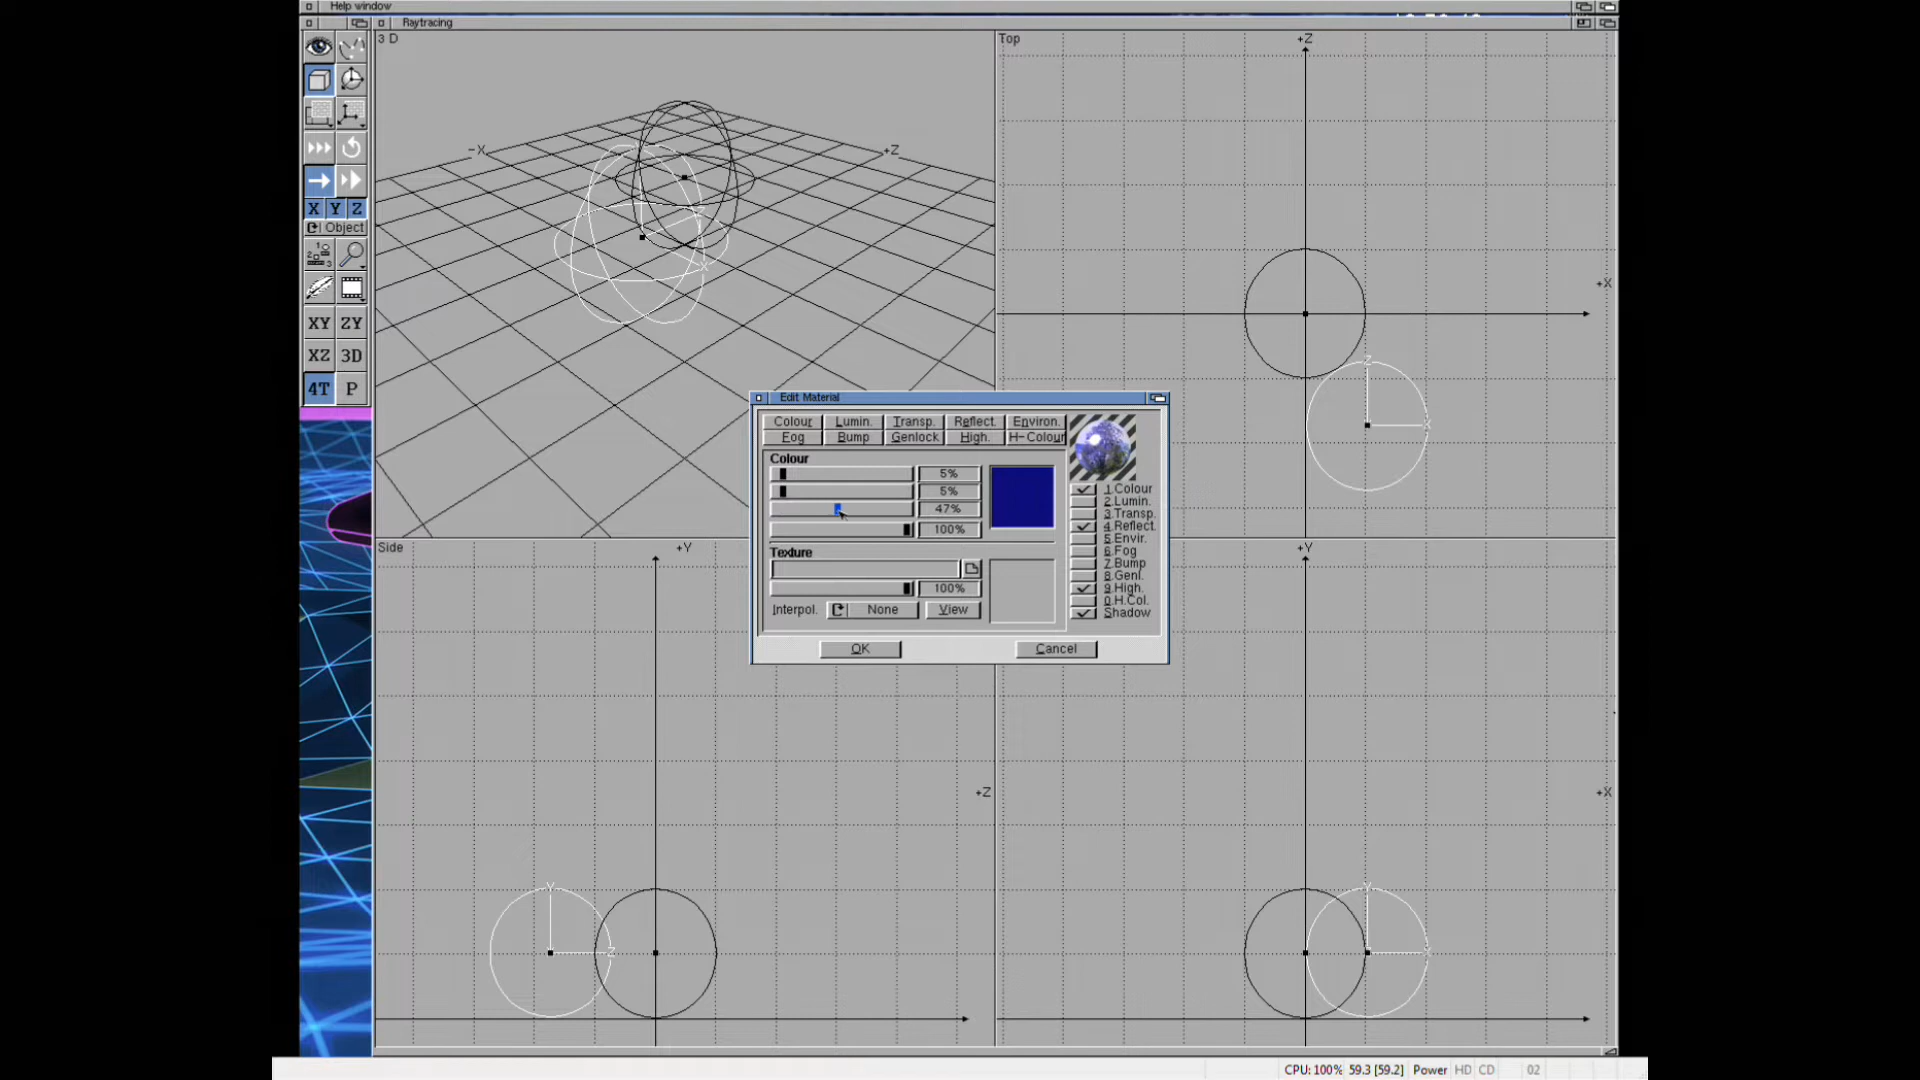 Help window
Raytracing
3 D
-X
+Z
X
Top
+Z
+X
Z
X
X Y Z
Object
XY ZY
XZ 3D
4T P
Edit Material
Colour Lumin. Transp. Reflect. Environ.
Fog Bump Genlock High. H-Colour
Colour
5%
5%
47%
100%
Texture
100%
Interpol. None View
1.Colour
2.Lumin.
3.Transp.
4.Reflect.
5.Envir.
6.Fog
7.Bump
8.Genl.
9.High.
0.H.Col.
Shadow
OK Cancel
Side
+Y
+Z
Y
Z
+Y
+X
Y
X
CPU: 100% 59.3 [59.2] Power HD CD 02